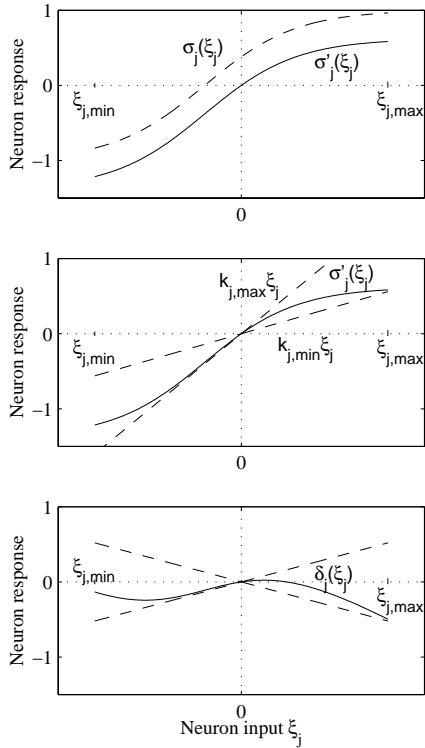 1
σj(ξj)
σ'j(ξj)
0
ξj,min
ξj,max
−1
0
Neuron response
1
kj,maxξj
σ'j(ξj)
0
ξj,min
kj,minξj
ξj,max
−1
0
Neuron response
1
ξj,min
δj(ξj)
0
ξj,max
−1
0
Neuron response
Neuron input ξj